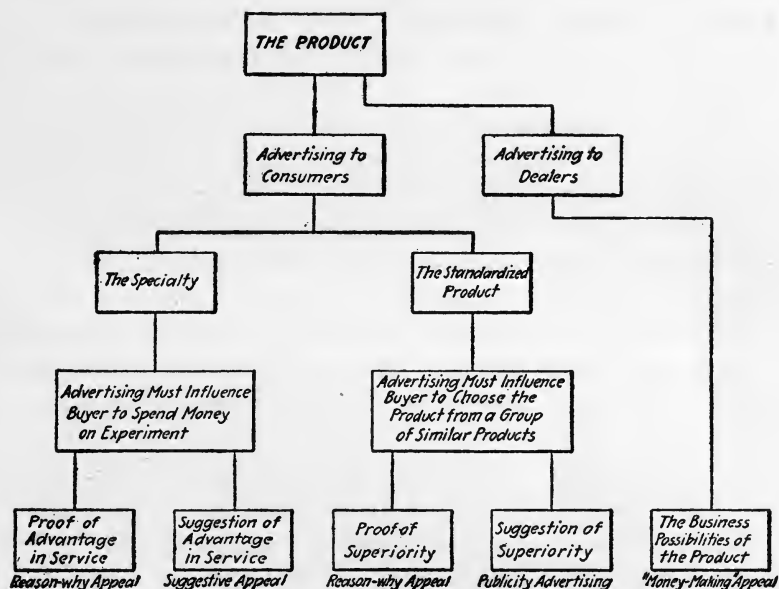 THE PRODUCT
Advertising to
Consumers
Advertising to
Dealers
The Specialty
The Standardized
Product
Advertising Must Influence
Buyer to Spend Money
on Experiment
Advertising Must Influence
Buyer to Choose the
Product from a Group
of Similar Products
Proof of
Advantage
in Service
Suggestion of
Advantage
in Service
Proof of
Superiority
Suggestion of
Superiority
The Business
Possibilities of
the Product
Reason-why Appeal
Suggestive Appeal
Reason-why Appeal
Publicity Advertising
"Money-Making" Appeal